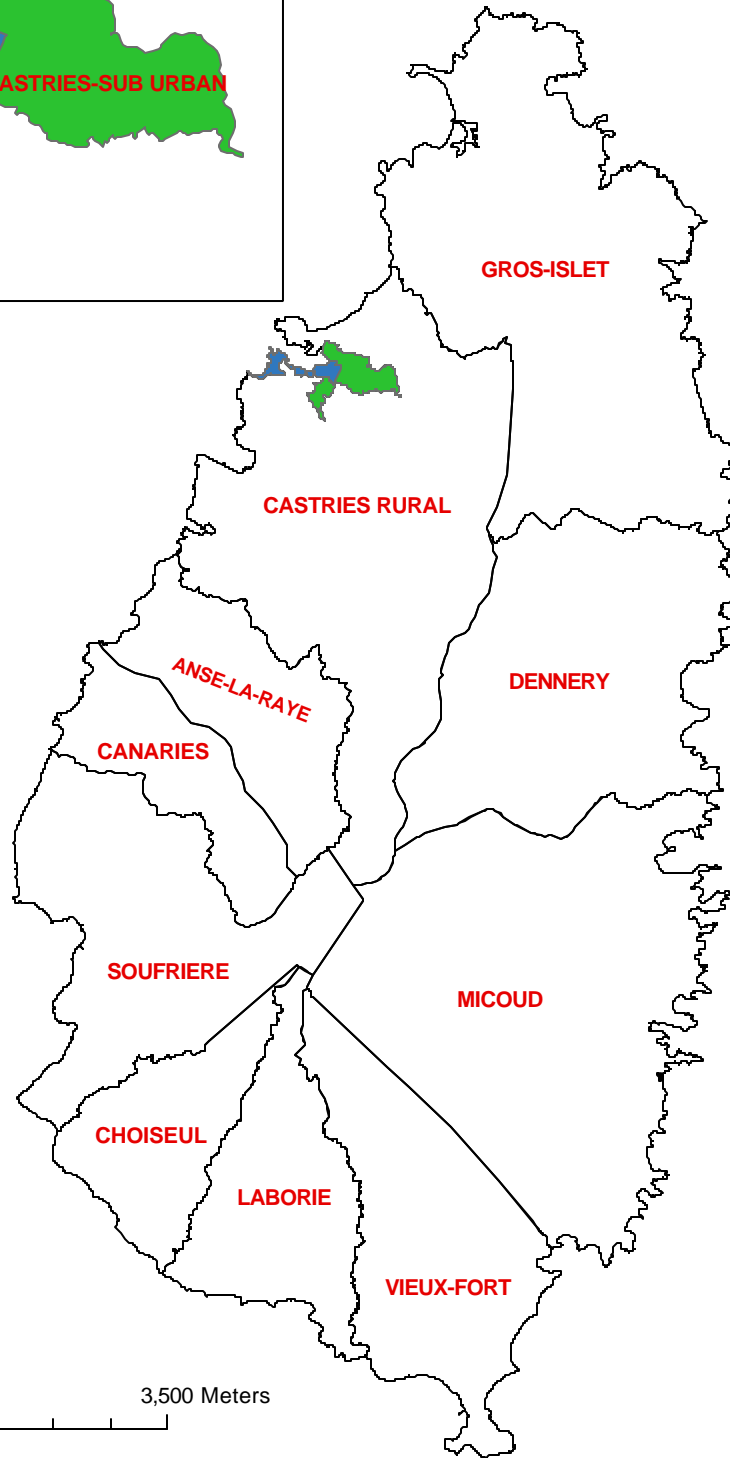 ASTRIES-SUB URBAN
GROS-ISLET
CASTRIES RURAL
ANSE-LA-RAYE
DENNERY
CANARIES
SOUFRIERE
MICOUD
CHOISEUL
LABORIE
VIEUX-FORT
3,500 Meters